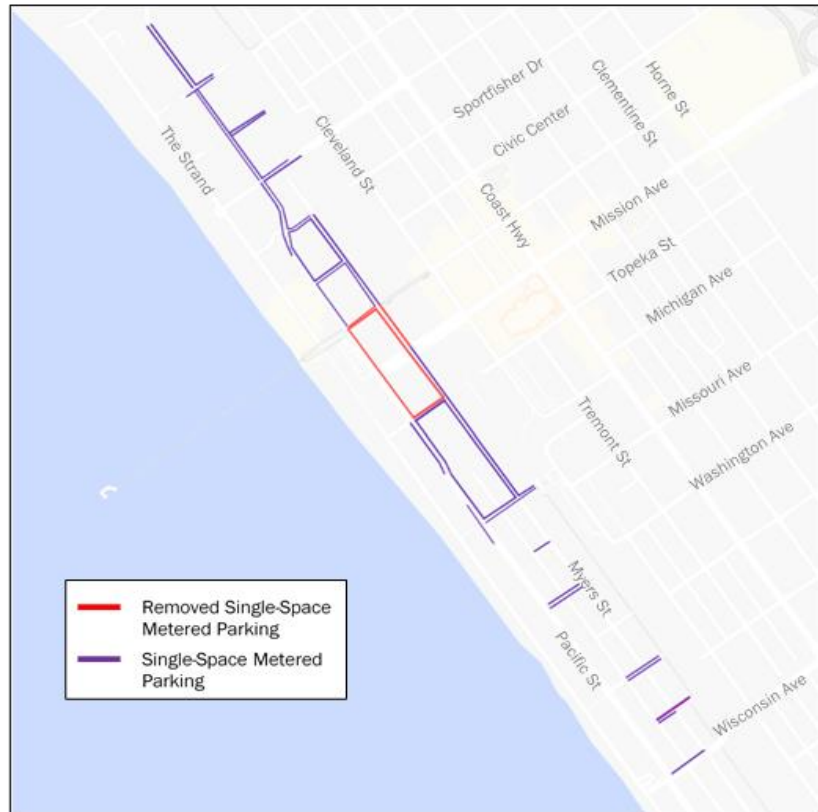 Horne St
Clementine St
Sportfisher Dr
Civic Center
Cleveland St
The Strand
Coast Hwy
Mission Ave
Topeka St
Michigan Ave
Missouri Ave
Tremont St
Washington Ave
Myers St
Pacific St
Wisconsin Ave
Removed Single-Space
Metered Parking
Single-Space Metered
Parking